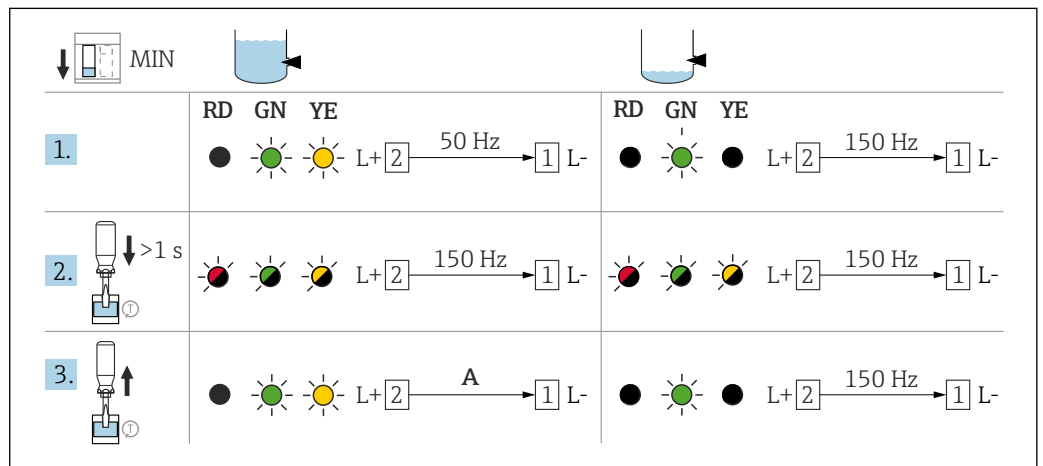 MIN
RD GN YE
RD GN YE
1.
L+ 2 50 Hz 1 L-
L+ 2 150 Hz 1 L-
2.
>1 s
T
L+ 2 150 Hz 1 L-
L+ 2 150 Hz 1 L-
3.
T
L+ 2 A 1 L-
L+ 2 150 Hz 1 L-